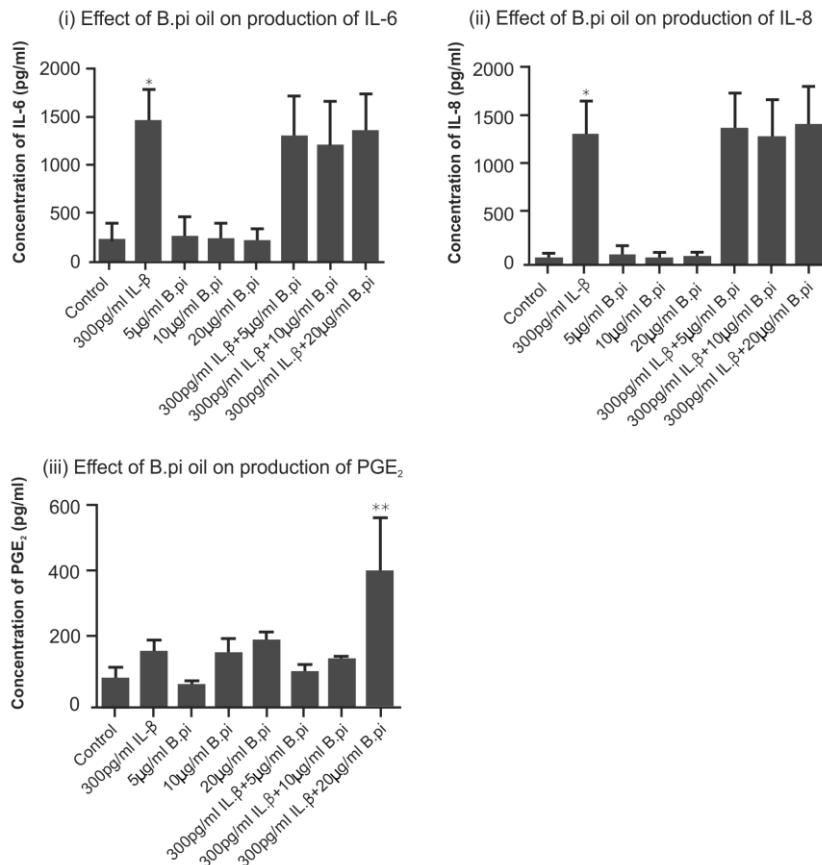 (i) Effect of B.pi oil on production of IL-6
Concentration of IL-6 (pg/ml)
2000
1500
1000
500
0
*
Control
300pg/ml IL-β
5µg/ml B.pi
10µg/ml B.pi
20µg/ml B.pi
300pg/ml IL.β+5µg/ml B.pi
300pg/ml IL.β+10µg/ml B.pi
300pg/ml IL.β+20µg/ml B.pi
(ii) Effect of B.pi oil on production of IL-8
Concentration of IL-8 (pg/ml)
2000
1500
1000
500
0
*
Control
300pg/ml IL-β
5µg/ml B.pi
10µg/ml B.pi
20µg/ml B.pi
300pg/ml IL.β+5µg/ml B.pi
300pg/ml IL.β+10µg/ml B.pi
300pg/ml IL.β+20µg/ml B.pi
(iii) Effect of B.pi oil on production of PGE₂
Concentration of PGE₂ (pg/ml)
600
400
200
0
**
Control
300pg/ml IL-β
5µg/ml B.pi
10µg/ml B.pi
20µg/ml B.pi
300pg/ml IL.β+5µg/ml B.pi
300pg/ml IL.β+10µg/ml B.pi
300pg/ml IL.β+20µg/ml B.pi